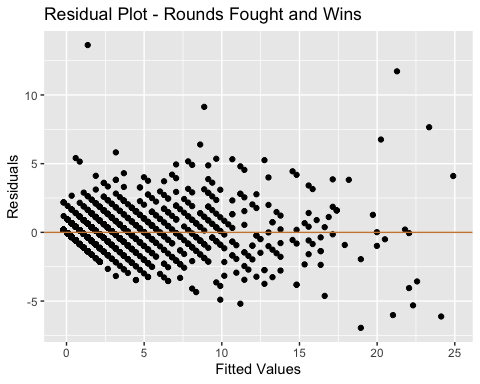 Residual Plot - Rounds Fought and Wins
Residuals
10
5
0
-5
0 5 10 15 20 25
Fitted Values